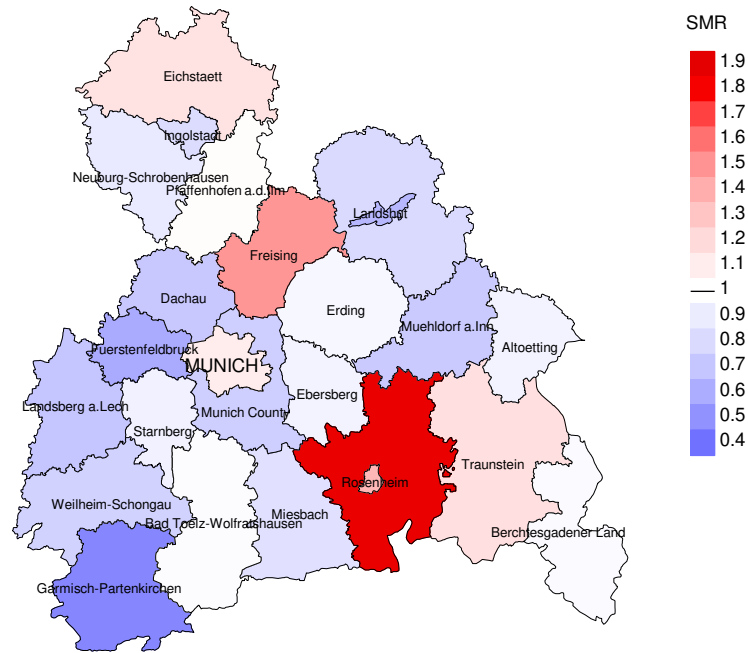 SMR
1.9
1.8
1.7
1.6
1.5
1.4
1.3
1.2
1.1
1
0.9
0.8
0.7
0.6
0.5
0.4
Eichstaett
Ingolstadt
Neuburg-Schrobenhausen
Pfaffenhofen a.d.Ilm
Landshut
Freising
Dachau
Erding
Muehldorf a.Inn
Altoetting
Fuerstenfeldbruck
MUNICH
Ebersberg
Landsberg a.Lech
Munich County
Starnberg
Traunstein
Rosenheim
Weilheim-Schongau
Miesbach
Bad Toelz-Wolfratshausen
Berchtesgadener Land
Garmisch-Partenkirchen